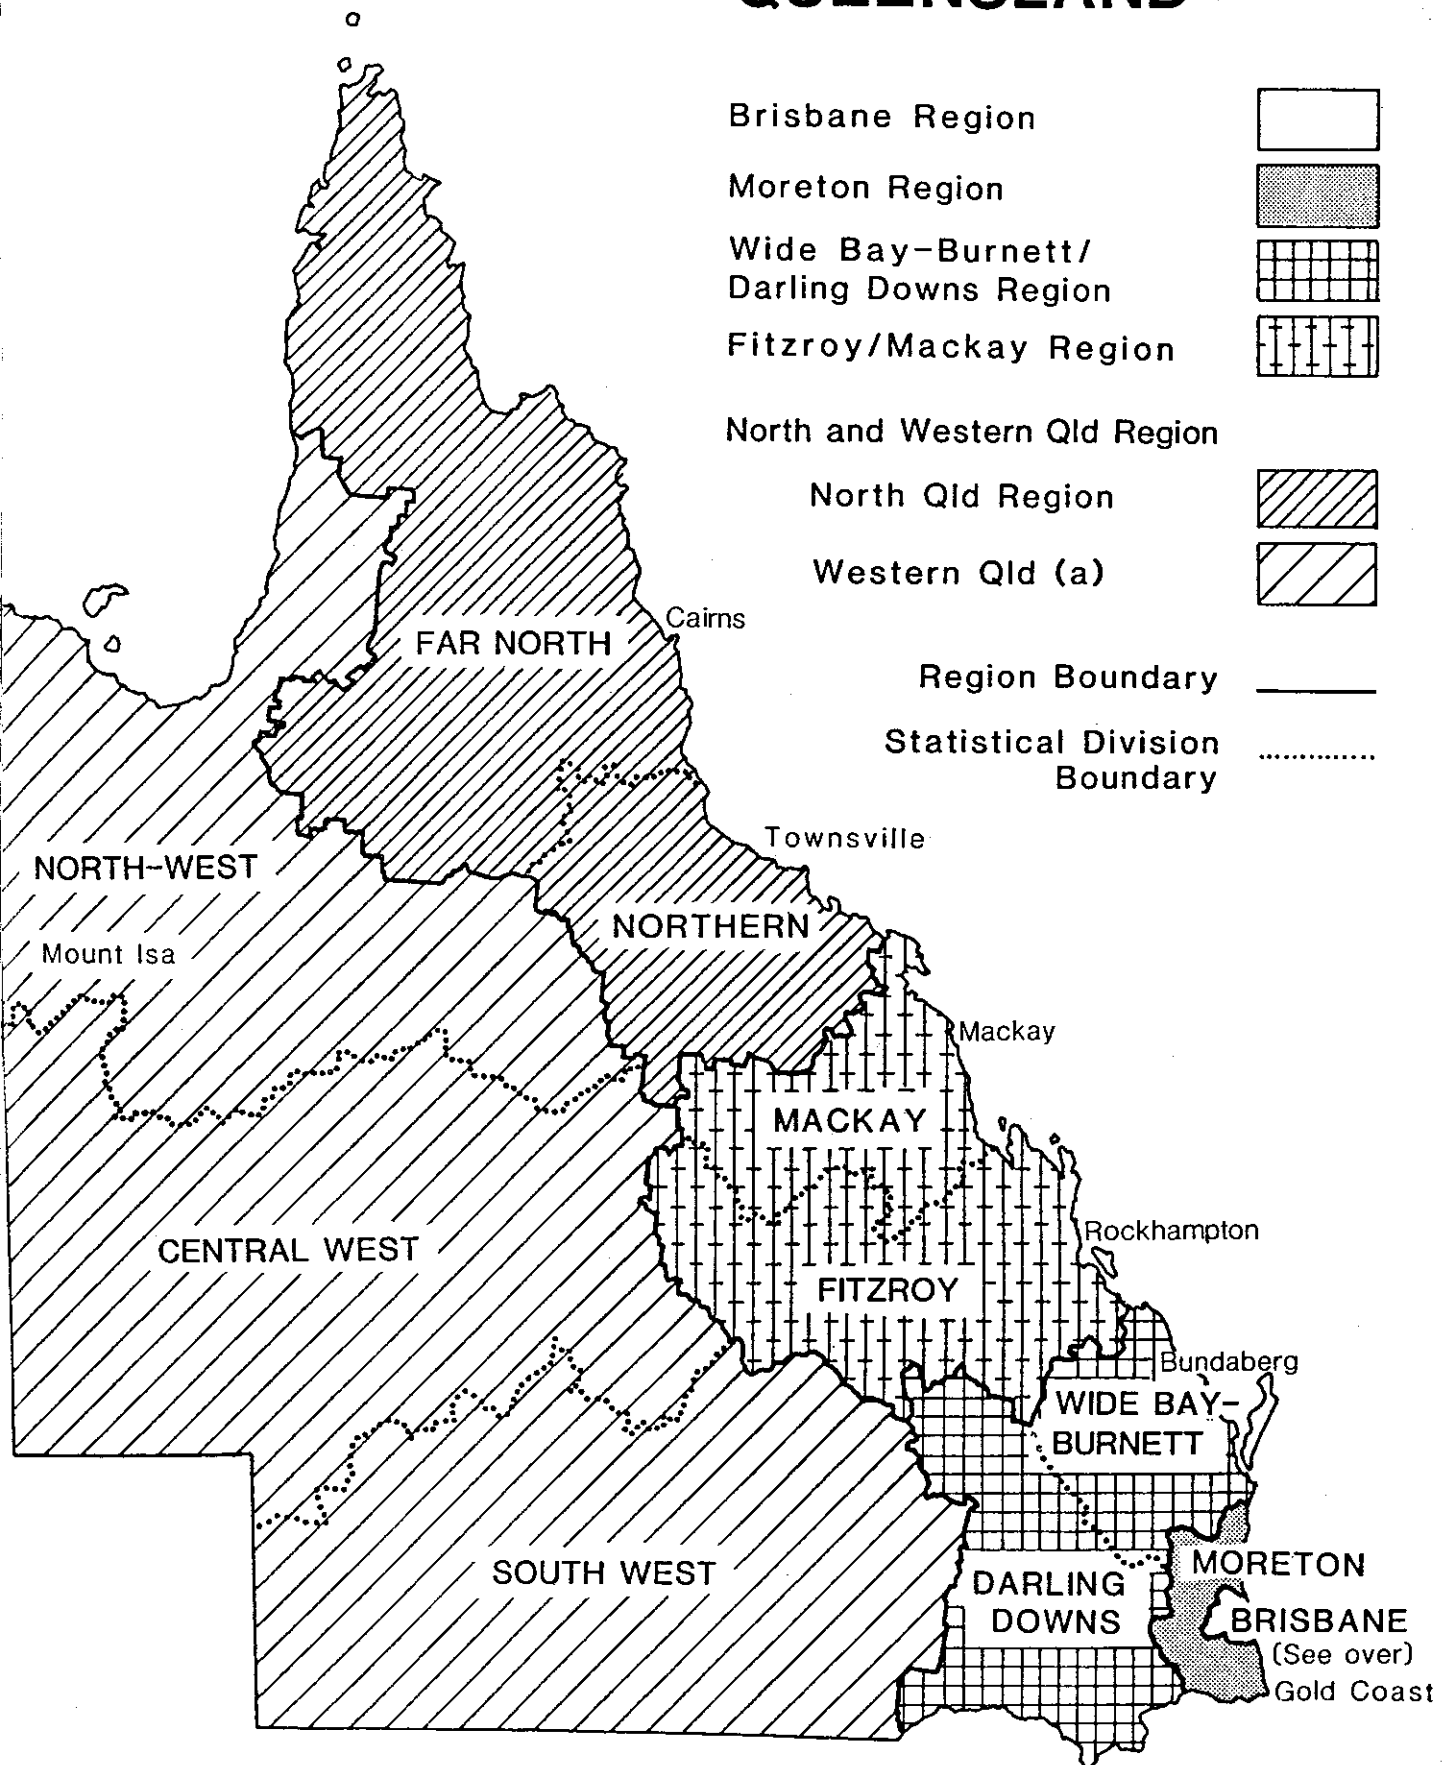 QUEENSLAND
Brisbane Region
Moreton Region
Wide Bay-Burnett/
Darling Downs Region
Fitzroy/Mackay Region
North and Western Qld Region
North Qld Region
Western Qld (a)
Region Boundary
Statistical Division
Boundary
Cairns
FAR NORTH
Townsville
NORTH-WEST
NORTHERN
Mount Isa
Mackay
MACKAY
Rockhampton
CENTRAL WEST
FITZROY
Bundaberg
WIDE BAY-
BURNETT
SOUTH WEST
MORETON
DARLING
DOWNS
BRISBANE
(See over)
Gold Coast